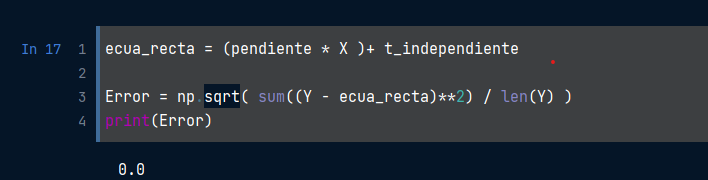 In 17 1 ecua_recta = (pendiente * X )+ t_independiente
2
3 Error = np.sqrt( sum((Y - ecua_recta)**2) / len(Y) )
4 print(Error)
0.0